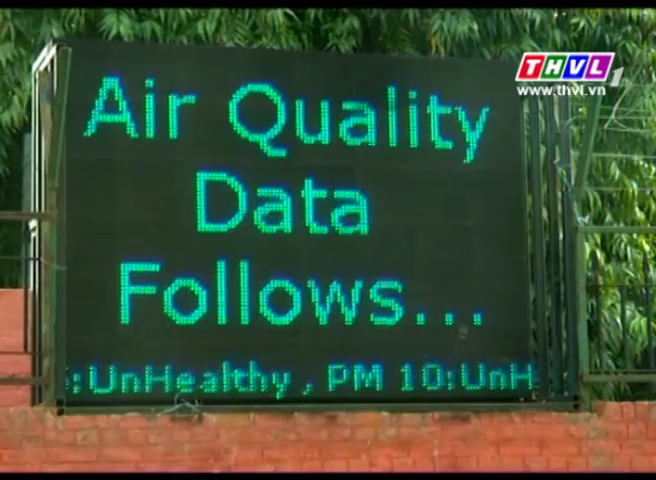 THVL1
www.thvl.vn
Air Quality
Data
Follows...
:UnHealthy , PM 10:UnH